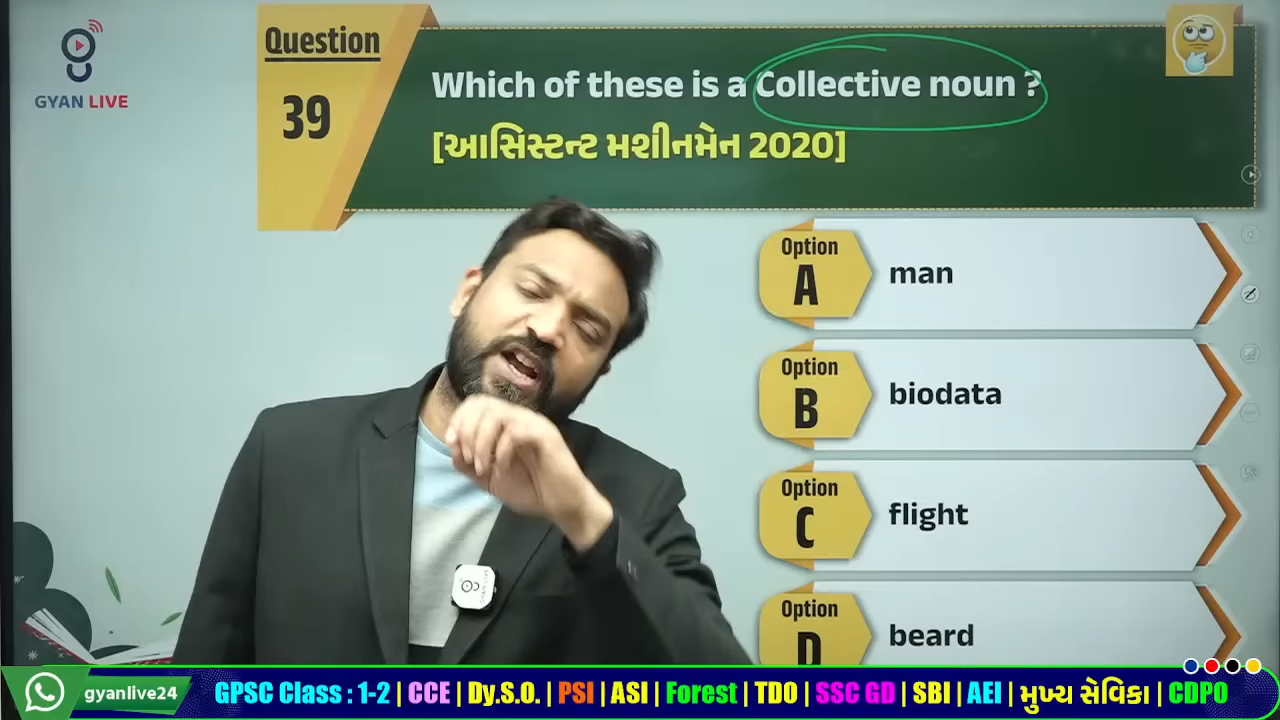 GYAN LIVE
Question
39
Which of these is a Collective noun ?
[આસિસ્ટન્ટ મશીનમેન 2020]
Option
A
man
Option
B
biodata
Option
C
flight
Option
D
beard
gyanlive24
GPSC Class : 1-2 | CCE | Dy.S.O. | PSI | ASI | Forest | TDO | SSC GD | SBI | AEI | મુખ્ય સેવિકા | CDPO